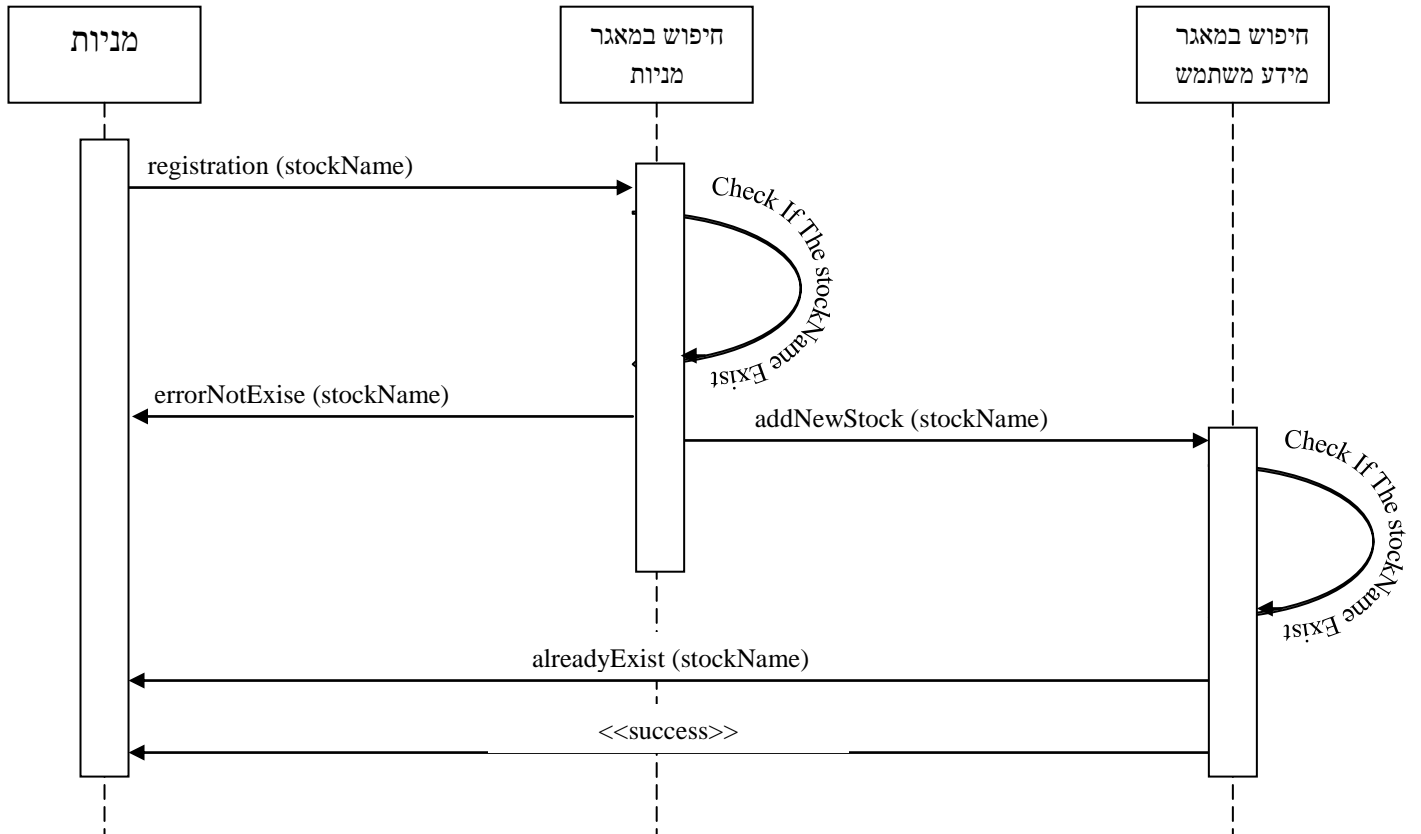 מניות
חיפוש במאגר
מניות
חיפוש במאגר
מידע משתמש
registration (stockName)
Check If The stockName Exist
errorNotExise (stockName)
addNewStock (stockName)
Check If The stockName Exist
alreadyExist (stockName)
<<success>>